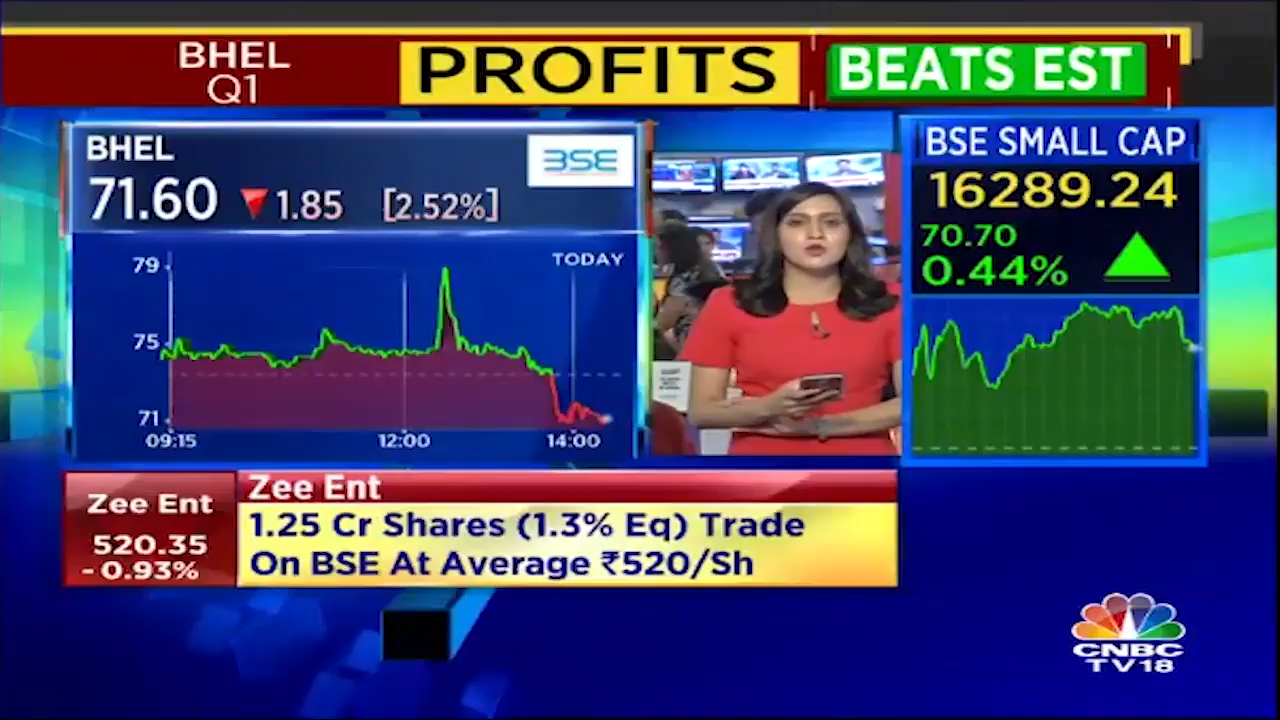 BHEL
Q1
PROFITS
BEATS EST
BHEL
71.60 ▼ 1.85 [2.52%]
BSE
TODAY
79
75
71
09:15 12:00 14:00
BSE SMALL CAP
16289.24
70.70
0.44%
Zee Ent
520.35
-0.93%
Zee Ent
1.25 Cr Shares (1.3% Eq) Trade
On BSE At Average ₹520/Sh
CNBC
TV18